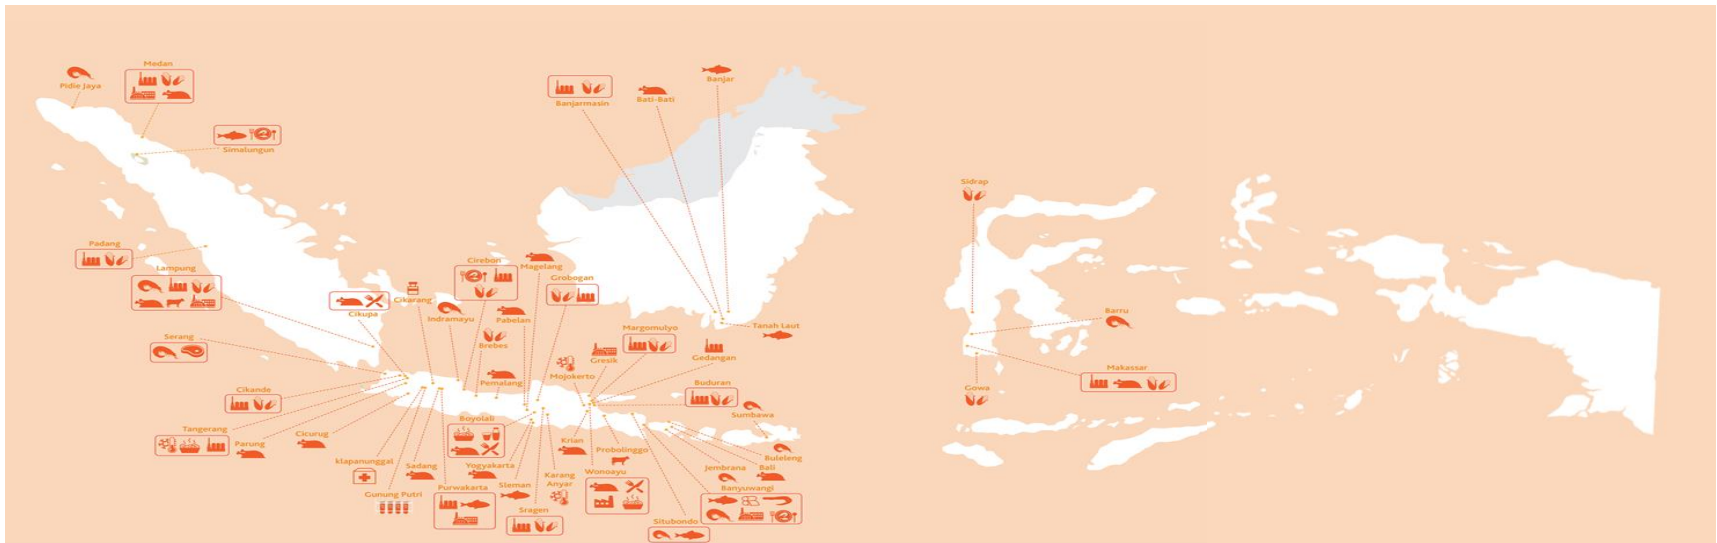 Medan
Pidie Jaya
Simalungun
Banjarmasin
Bati-Bati
Banjar
Sidrap
Padang
Lampung
Cikupa
Cikarang
Indramayu
Cirebon
Magelang
Grobogan
Pabelan
Brebes
Pemalang
Serang
Cikande
Tangerang
Parung
Cicurug
klapanunggal
Gunung Putri
Sadang
Purwakarta
Boyolali
Yogyakarta
Sleman
Sragen
Karang
Anyar
Krian
Wonoayu
Probolinggo
Mojokerto
Gresik
Margomulyo
Gedangan
Tanah Laut
Buduran
Sumbawa
Buleleng
Bali
Jembrana
Banyuwangi
Situbondo
Barru
Makassar
Gowa